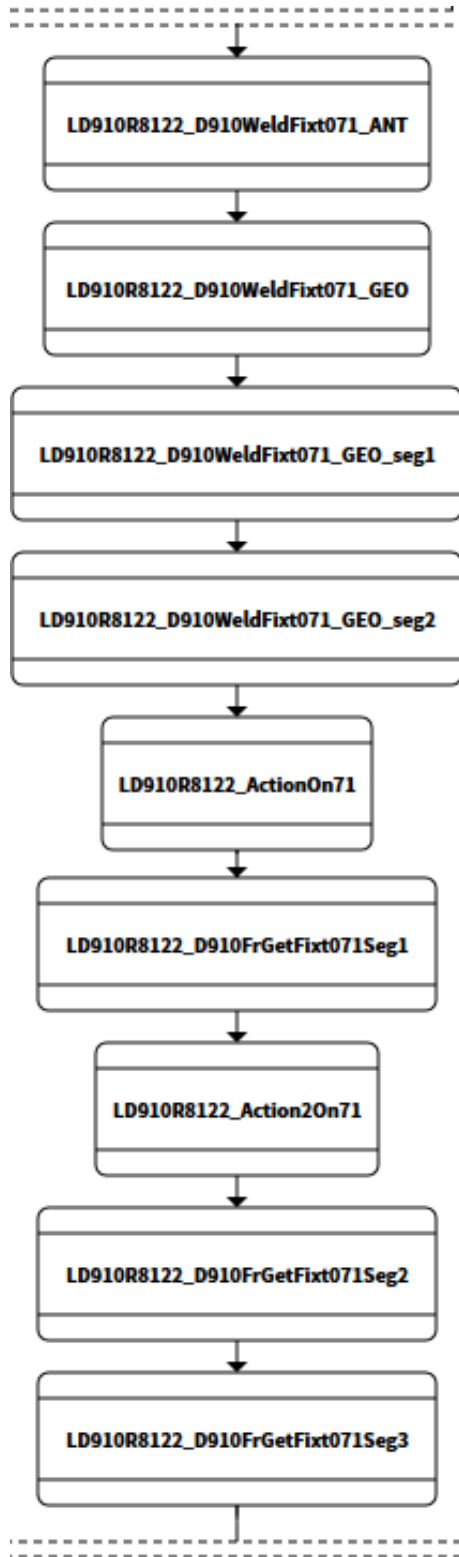 LD910R8122_D910WeldFixt071_ANT
LD910R8122_D910WeldFixt071_GEO
LD910R8122_D910WeldFixt071_GEO_seg1
LD910R8122_D910WeldFixt071_GEO_seg2
LD910R8122_ActionOn71
LD910R8122_D910FrGetFixt071Seg1
LD910R8122_Action2On71
LD910R8122_D910FrGetFixt071Seg2
LD910R8122_D910FrGetFixt071Seg3